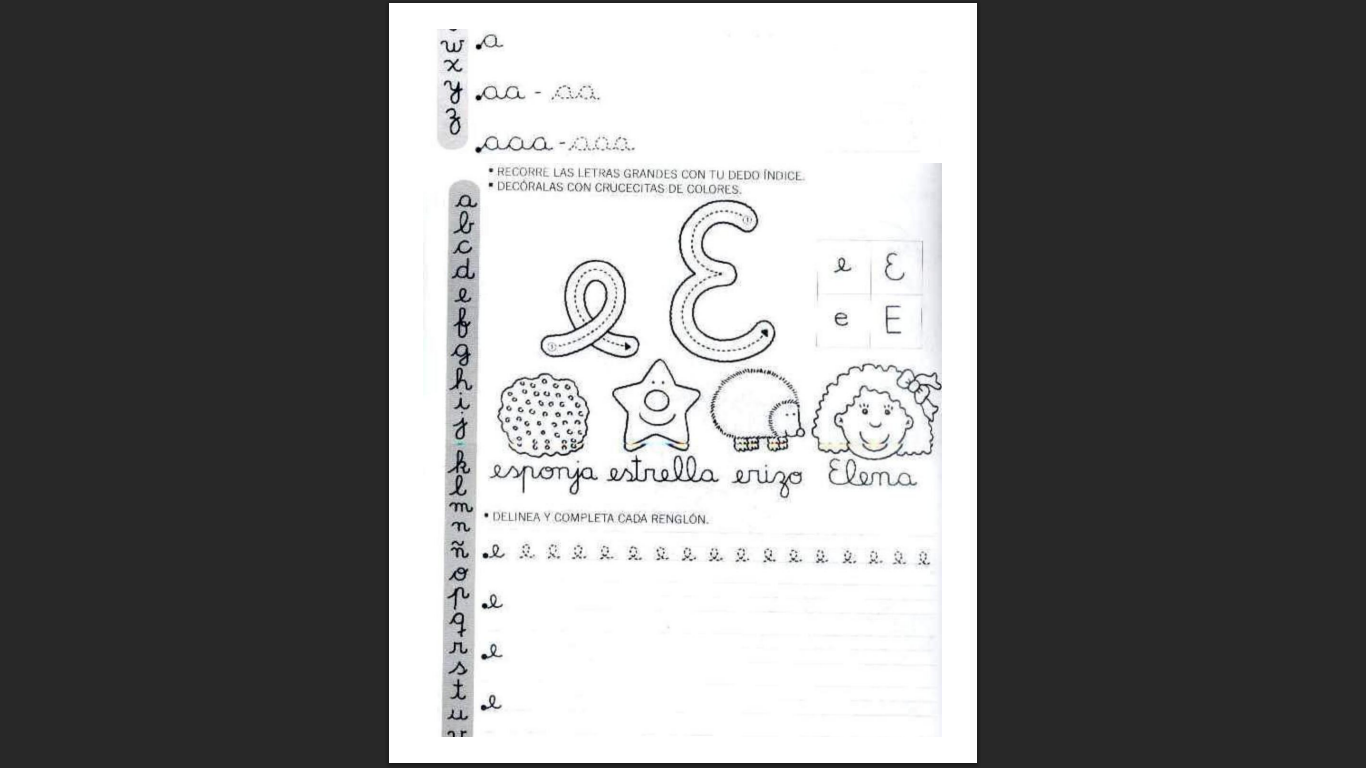 w
x
y
z
a
aa - aa
aaa - aaa
• RECORRE LAS LETRAS GRANDES CON TU DEDO ÍNDICE.
• DECÓRALAS CON CRUCECITAS DE COLORES.
a
b
c
d
e
f
g
h
i
j
k
l
m
n
ñ
o
p
q
r
s
t
u
e E
e E
e E
esponja estrella erizo Elena
• DELINEA Y COMPLETA CADA RENGLÓN.
e e e e e e e e e e e e e e e e e
e
e
e